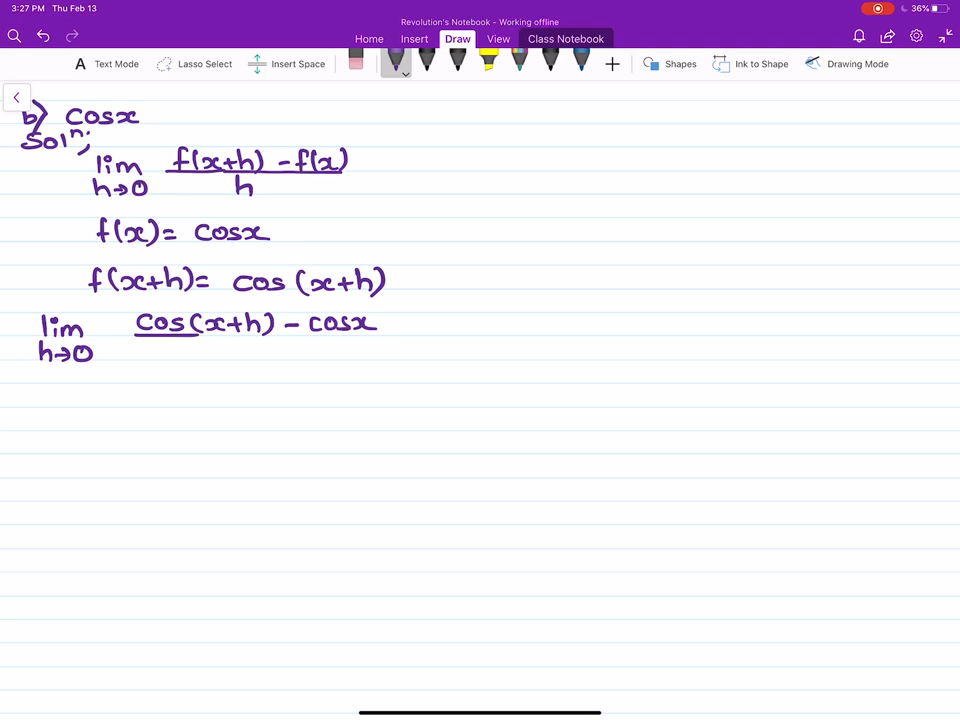 3:27 PM Thu Feb 13
36%
Revolution's Notebook - Working offline
Home Insert Draw View Class Notebook
Text Mode Lasso Select Insert Space Shapes Ink to Shape Drawing Mode
b) cosx
Solⁿ;
lim f(x+h) - f(x)
h→0 h
f(x)= cosx
f(x+h)= cos (x+h)
lim cos(x+h) - cosx
h→0